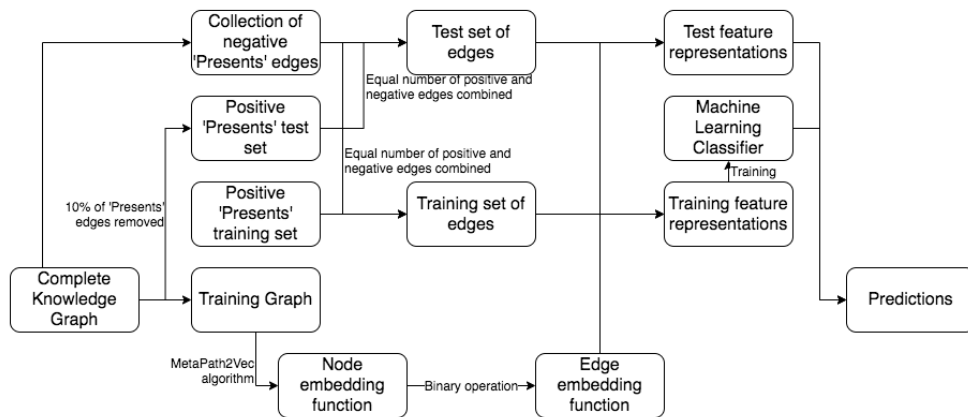 Collection of
negative
'Presents' edges
Test set of
edges
Test feature
representations
Equal number of positive and
negative edges combined
Positive
'Presents' test
set
Machine
Learning
Classifier
Equal number of positive and
negative edges combined
Training
10% of 'Presents'
edges removed
Positive
'Presents'
training set
Training set of
edges
Training feature
representations
Complete
Knowledge
Graph
Training Graph
Predictions
MetaPath2Vec
algorithm
Node
embedding
function
Binary operation
Edge
embedding
function